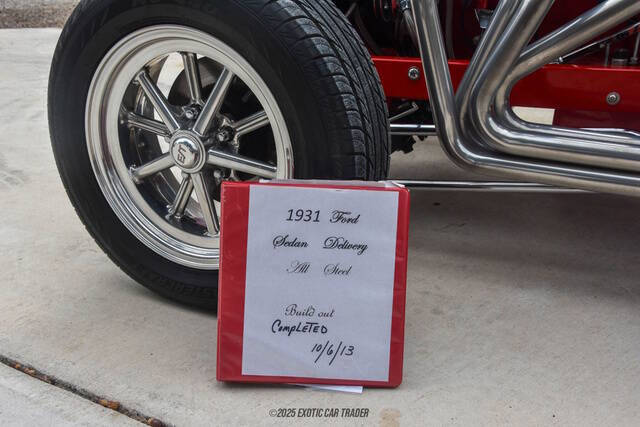 1931 Ford
Sedan Delivery
All Steel
Build out
CompLETED
10/6/13
©2025 EXOTIC CAR TRADER